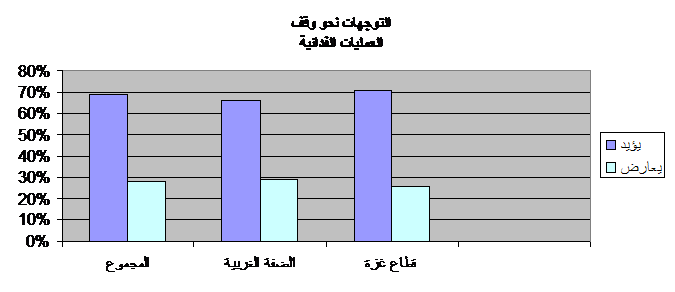 التوجهات نحو وقف
العمليات الفدائية
80%
70%
60%
50%
40%
30%
20%
10%
0%
المجموع
الضفة الغربية
قطاع غزة
يؤيد
يعارض